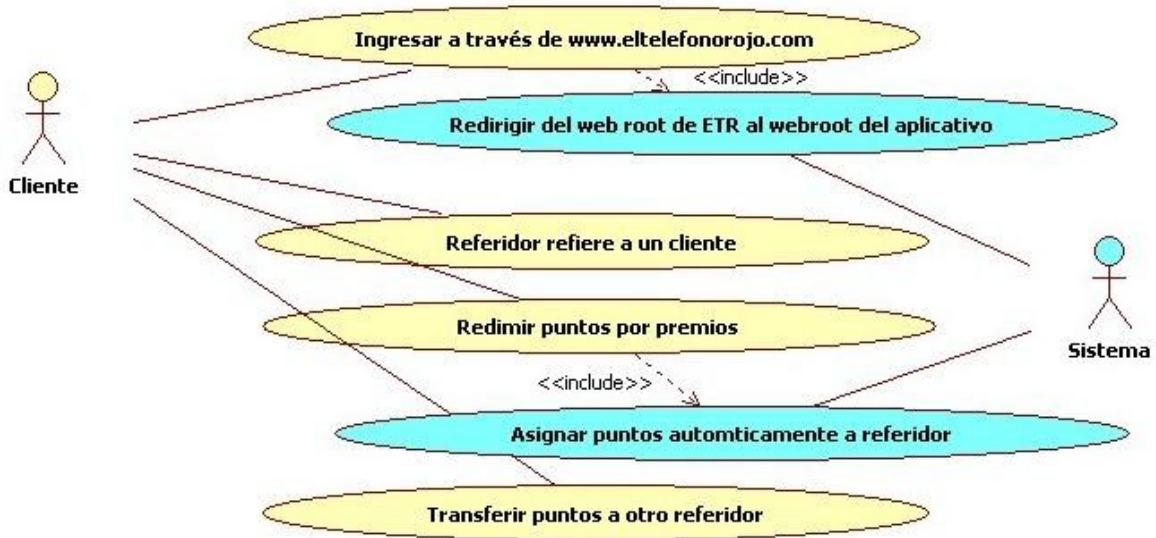 Ingresar a través de www.eltelefonorojo.com
<<include>>
Redirigir del web root de ETR al webroot del aplicativo
Cliente
Referidor refiere a un cliente
Redimir puntos por premios
Sistema
<<include>>
Asignar puntos automticamente a referidor
Transferir puntos a otro referidor